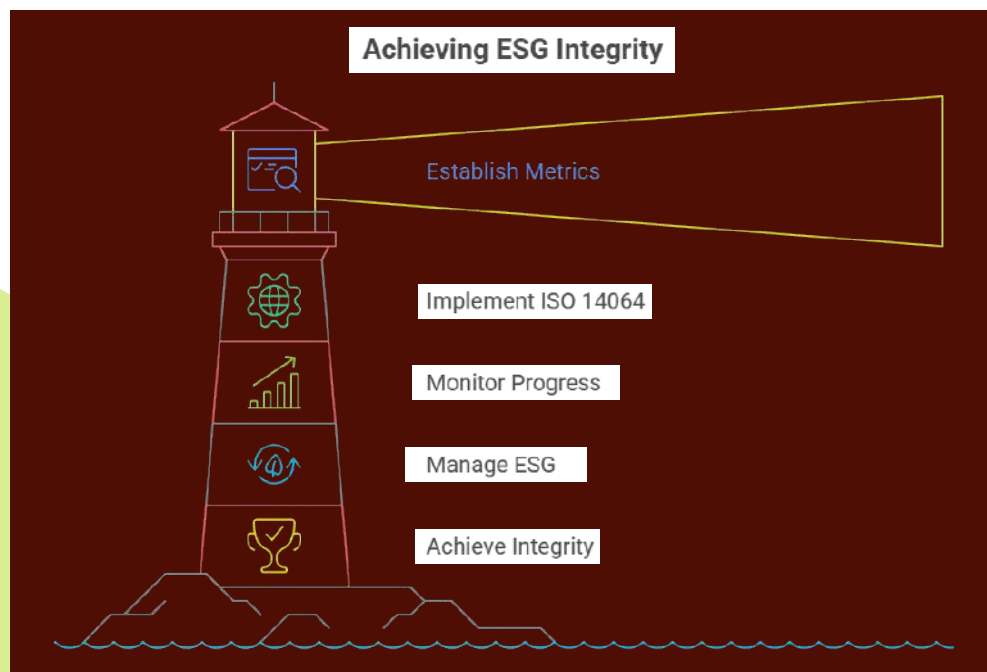 Achieving ESG Integrity
Establish Metrics
Implement ISO 14064
Monitor Progress
Manage ESG
Achieve Integrity